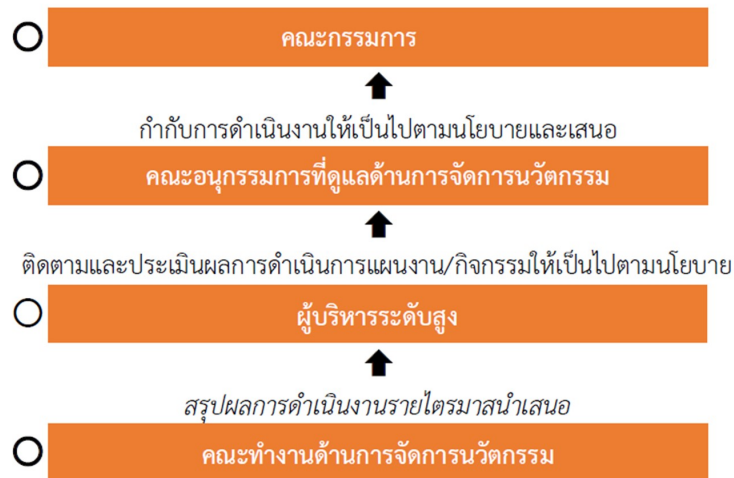 คณะกรรมการ
กำกับการดำเนินงานให้เป็นไปตามนโยบายและเสนอ
คณะอนุกรรมการที่ดูแลด้านการจัดการนวัตกรรม
ติดตามและประเมินผลการดำเนินการแผนงาน/กิจกรรมให้เป็นไปตามนโยบาย
ผู้บริหารระดับสูง
สรุปผลการดำเนินงานรายไตรมาสนำเสนอ
คณะทำงานด้านการจัดการนวัตกรรม